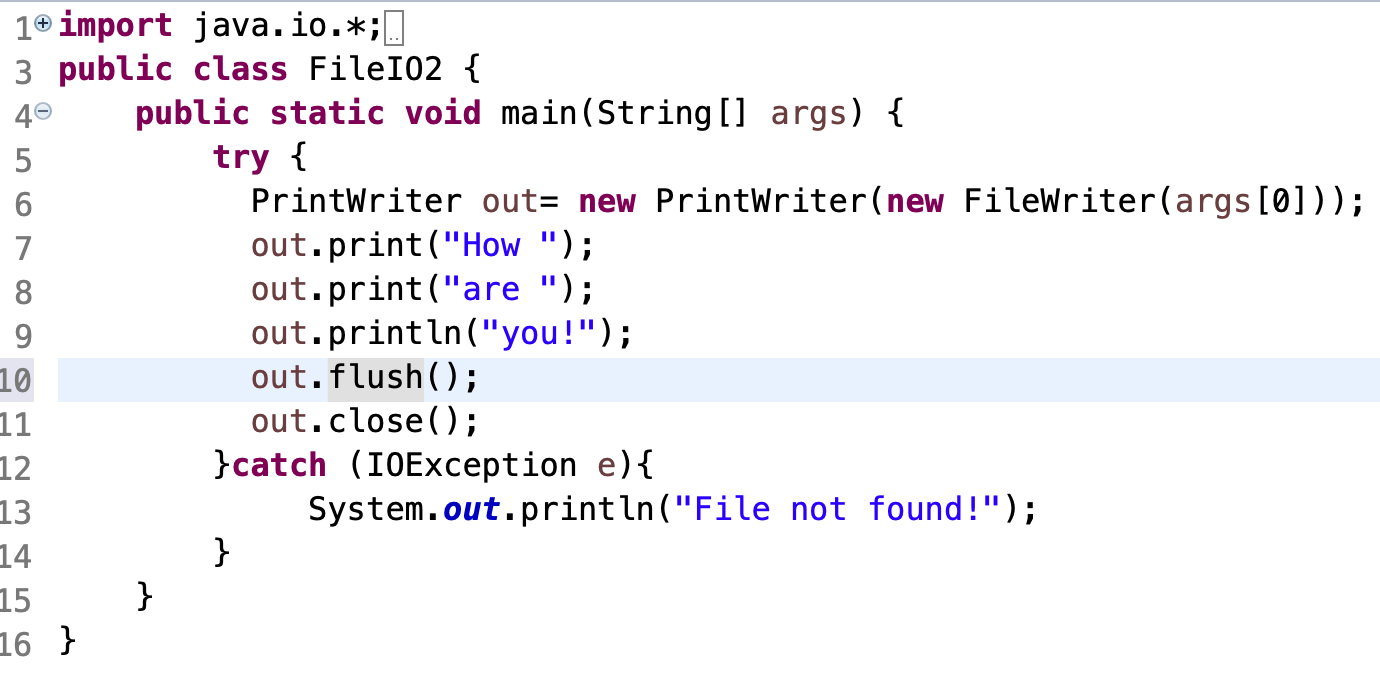 1 import java.io.*;
3 public class FileIO2 {
4     public static void main(String[] args) {
5         try {
6           PrintWriter out= new PrintWriter(new FileWriter(args[0]));
7           out.print("How ");
8           out.print("are ");
9           out.println("you!");
10          out.flush();
11          out.close();
12        }catch (IOException e){
13             System.out.println("File not found!");
14        }
15    }
16 }